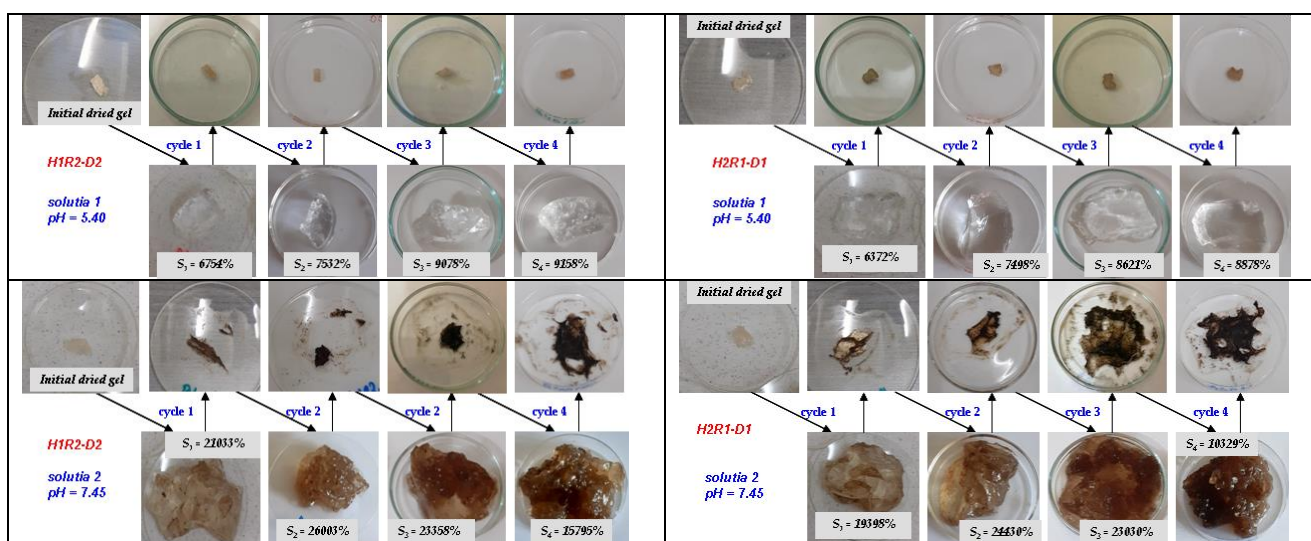 Initial dried gel
cycle 1
cycle 2
cycle 3
cycle 4
H1R2-D2
solutia 1
pH = 5.40
S1 = 6754%
S2 = 7532%
S3 = 9078%
S4 = 9158%
Initial dried gel
cycle 1
cycle 2
cycle 3
cycle 4
H2R1-D1
solutia 1
pH = 5.40
S1 = 6372%
S2 = 7498%
S3 = 8621%
S4 = 8878%
Initial dried gel
cycle 1
cycle 2
cycle 2
cycle 4
H1R2-D2
S1 = 21033%
solutia 2
pH = 7.45
S2 = 26003%
S3 = 23358%
S4 = 15795%
Initial dried gel
cycle 1
cycle 2
cycle 3
cycle 4
H2R1-D1
S4 = 10329%
solutia 2
pH = 7.45
S1 = 19398%
S2 = 24430%
S3 = 23030%